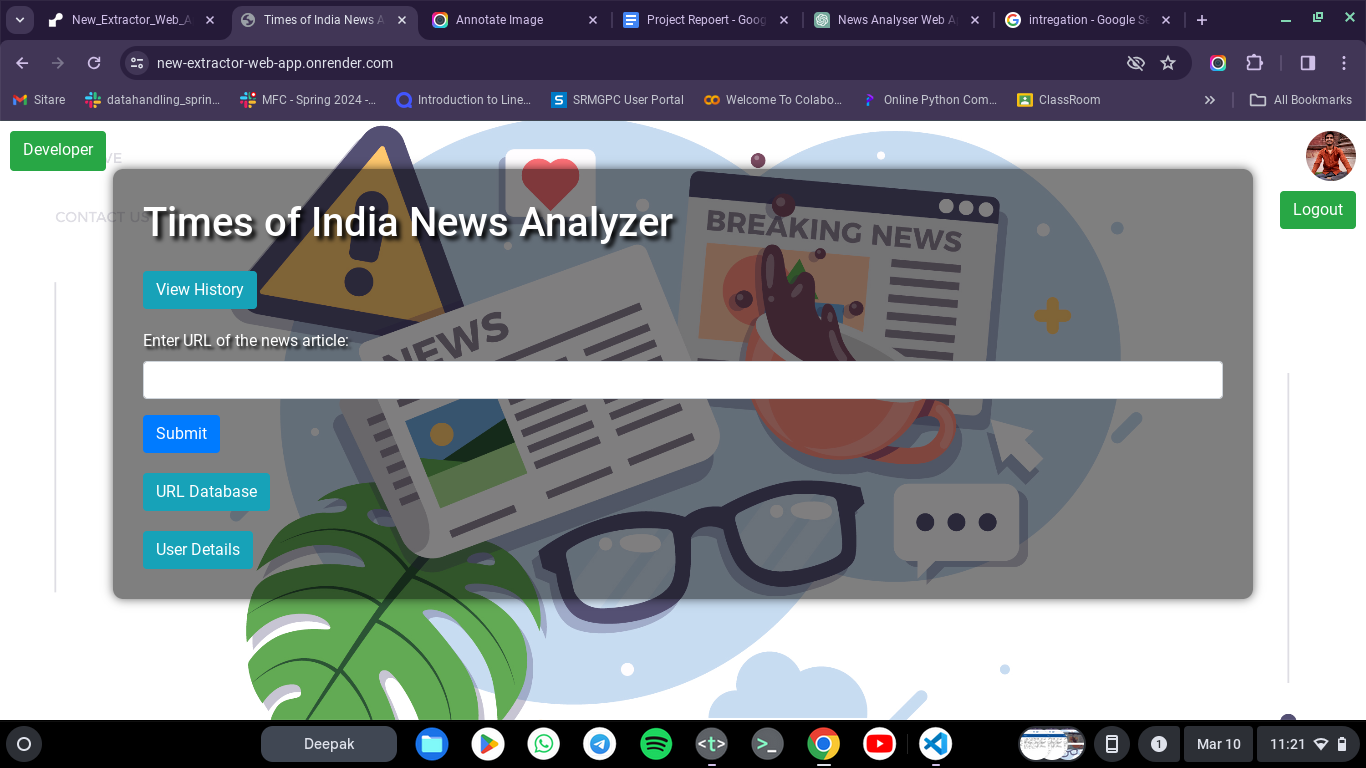 New_Extractor_Web_A
Times of India News A
Annotate Image
Project Repoert - Goog
News Analyser Web A
intregation - Google Se
new-extractor-web-app.onrender.com
Sitare
datahandling_sprin...
MFC - Spring 2024 -...
Introduction to Line...
SRMGPC User Portal
Welcome To Colabo...
Online Python Com...
ClassRoom
All Bookmarks
Developer
VE
CONTACT US
Logout
Times of India News Analyzer
BREAKING NEWS
View History
NEWS
Enter URL of the news article:
Submit
URL Database
User Details
Deepak
<t>
>_
1
Mar 10
11:21